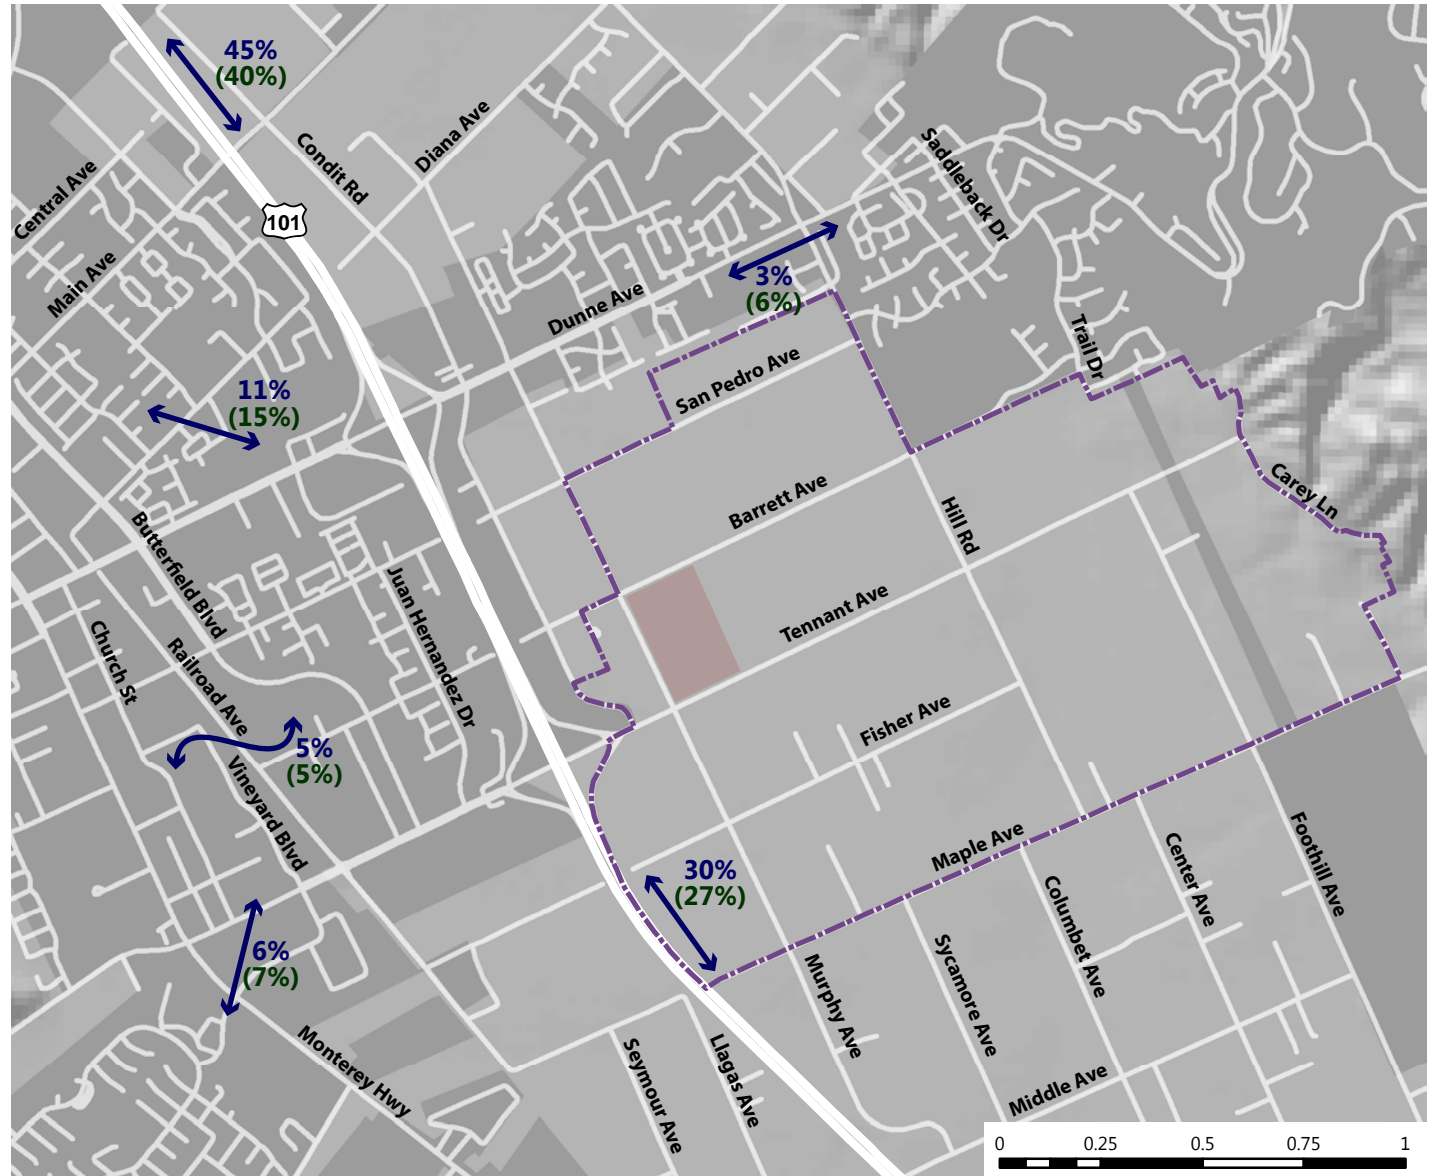 45%
(40%)
Condit Rd
Diana Ave
Saddleback Dr
Central Ave
101
Main Ave
3%
(6%)
Dunne Ave
Trail Dr
San Pedro Ave
11%
(15%)
Carey Ln
Barrett Ave
Hill Rd
Butterfield Blvd
Juan Hernandez Dr
Tennant Ave
Church St
Railroad Ave
Fisher Ave
5%
(5%)
Vineyard Blvd
Maple Ave
Foothill Ave
Center Ave
30%
(27%)
Columbet Ave
6%
(7%)
Sycamore Ave
Murphy Ave
Monterey Hwy
Seymour Ave
Llagas Ave
Middle Ave
0 0.25 0.5 0.75 1